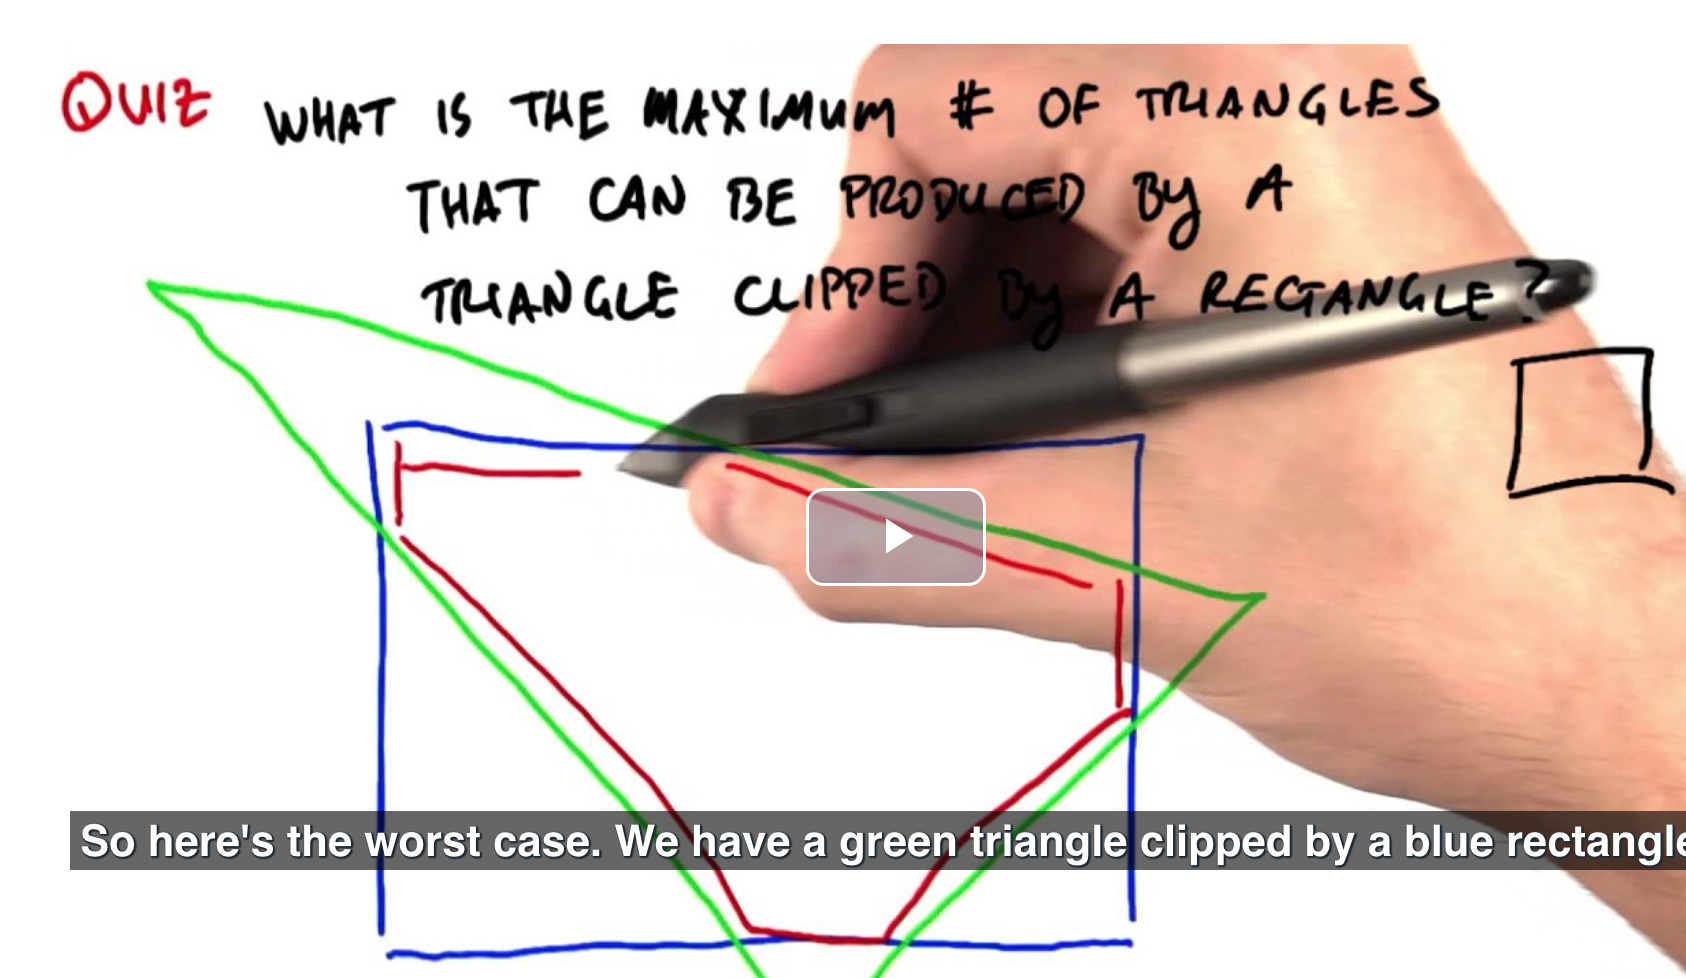 QUIZ WHAT IS THE MAXIMUM # OF TRIANGLES
THAT CAN BE PRODUCED BY A
TRIANGLE CLIPPED By A RECTANGLE?
So here's the worst case. We have a green triangle clipped by a blue rectangle